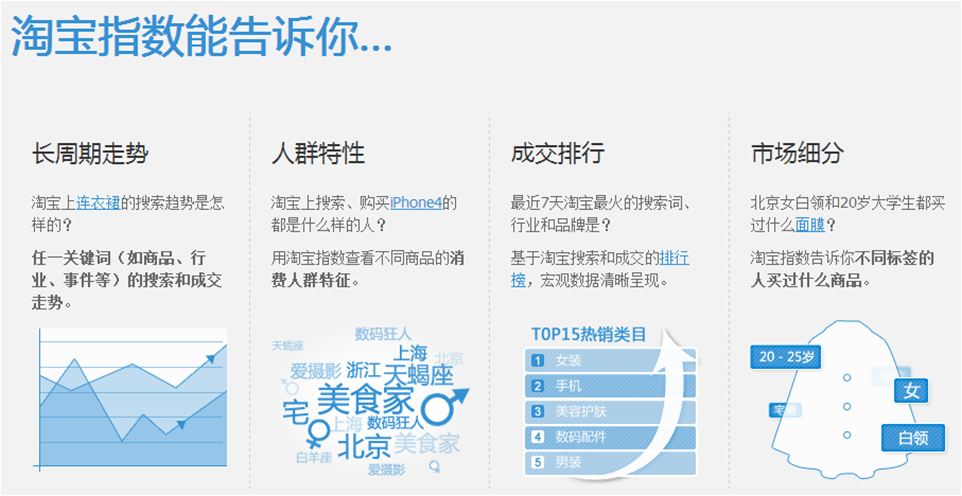 淘宝指数能告诉你...
长周期走势
淘宝上连衣裙的搜索趋势是怎
样的？
任一关键词（如商品、行
业、事件等）的搜索和成交
走势。
人群特性
淘宝上搜索、购买iPhone4的
都是什么样的人？
用淘宝指数查看不同商品的消
费人群特征。
数码狂人
天蝎座
上海
北京
爱摄影
浙江
天蝎座
美食家
宅
上海
数码狂人
北京
美食家
白羊座
爱摄影
成交排行
最近7天淘宝最火的搜索词、
行业和品牌是？
基于淘宝搜索和成交的排行
榜，宏观数据清晰呈现。
TOP15热销类目
1 女装
2 手机
3 美容护肤
4 数码配件
5 男装
市场细分
北京女白领和20岁大学生都买
过什么面膜？
淘宝指数告诉你不同标签的
人买过什么商品。
20 - 25岁
女
宅
白领